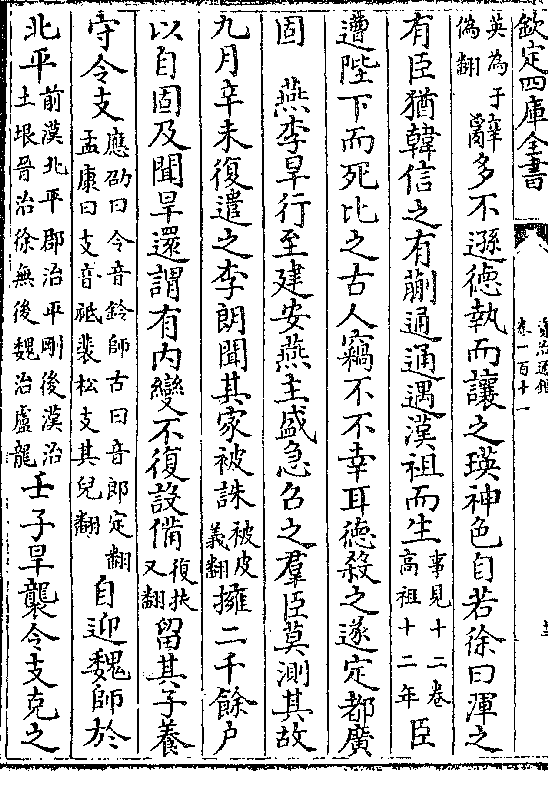 欽定四庫全書
資治通鑑
卷一百十一
英為于
偽翻
多不遜德執而讓之瑛神色自若徐曰渾之
有臣猶韓信之有蒯通通遇漢祖而生
事見十二卷
高祖十二年
臣
遭陛下而死比之古人竊不不幸耳德殺之遂定都廣
固　燕李旱行至建安燕主盛急召之羣臣莫測其故
九月辛未復遣之李朗聞其家被誅
被皮
義翻
擁二千餘户
以自固及聞旱還謂有内變不復設備
復扶
又翻
留其子養
守令支
應劭曰令音鈴師古曰音郎定翻
孟康曰支音祗裴松支其兒翻
自迎魏師於
北平
前漢北平郡治平剛後漢治
土垠晉治徐無後魏治盧龍
壬子旱襲令支克之